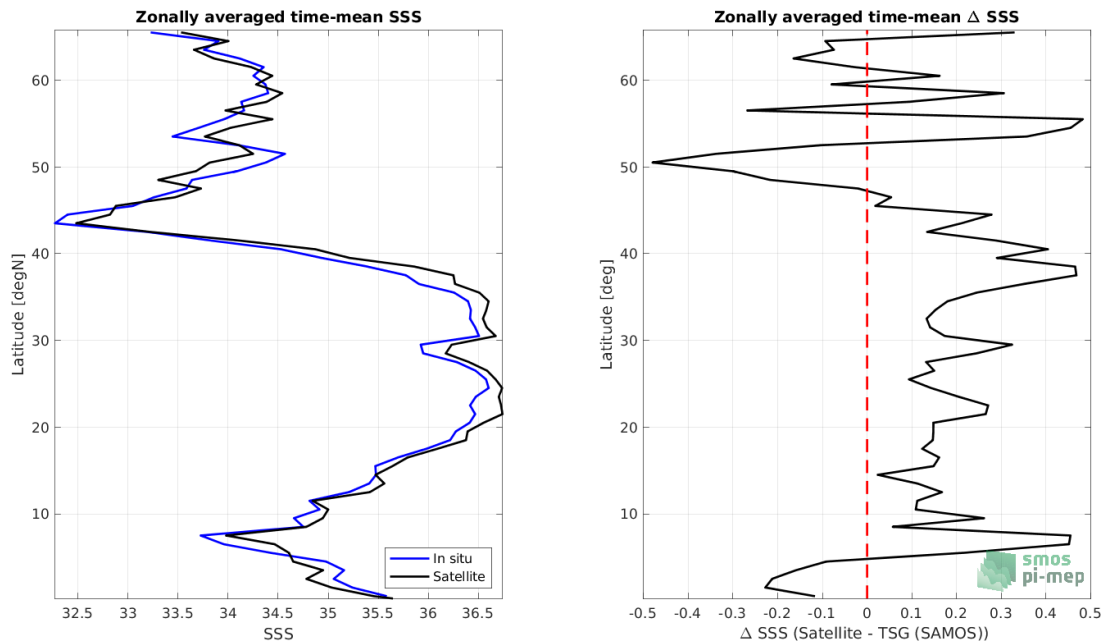 Zonally averaged time-mean SSS
60
50
40
30
20
10
Latitude [degN]
32.5 33 33.5 34 34.5 35 35.5 36 36.5
SSS
In situ
Satellite
Zonally averaged time-mean Δ SSS
60
50
40
30
20
10
Latitude [deg]
-0.5 -0.4 -0.3 -0.2 -0.1 0 0.1 0.2 0.3 0.4 0.5
Δ SSS (Satellite - TSG (SAMOS))
smos
pi-mep